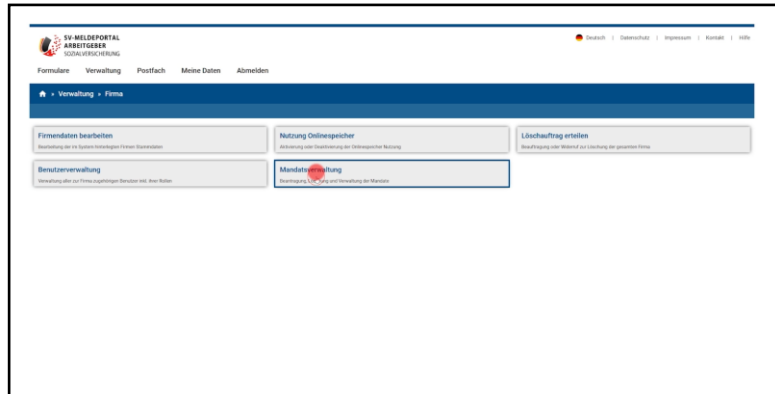 SV-MELDEPORTAL
ARBEITGEBER
SOZIALVERSICHERUNG
Deutsch | Datenschutz | Impressum | Kontakt | Hilfe
Formulare Verwaltung Postfach Meine Daten Abmelden
Verwaltung Firma
Firmendaten bearbeiten
Bearbeitung der im System hinterlegten Firmen Stammdaten
Nutzung Onlinespeicher
Aktivierung oder Deaktivierung der Onlinespeicher Nutzung
Löschauftrag erteilen
Beauftragung oder Widerruf zur Löschung der gesamten Firma
Benutzerverwaltung
Verwaltung aller zur Firma zugehörigen Benutzer inkl. ihrer Rollen
Mandatsverwaltung
Beantragung, und Verwaltung der Mandate